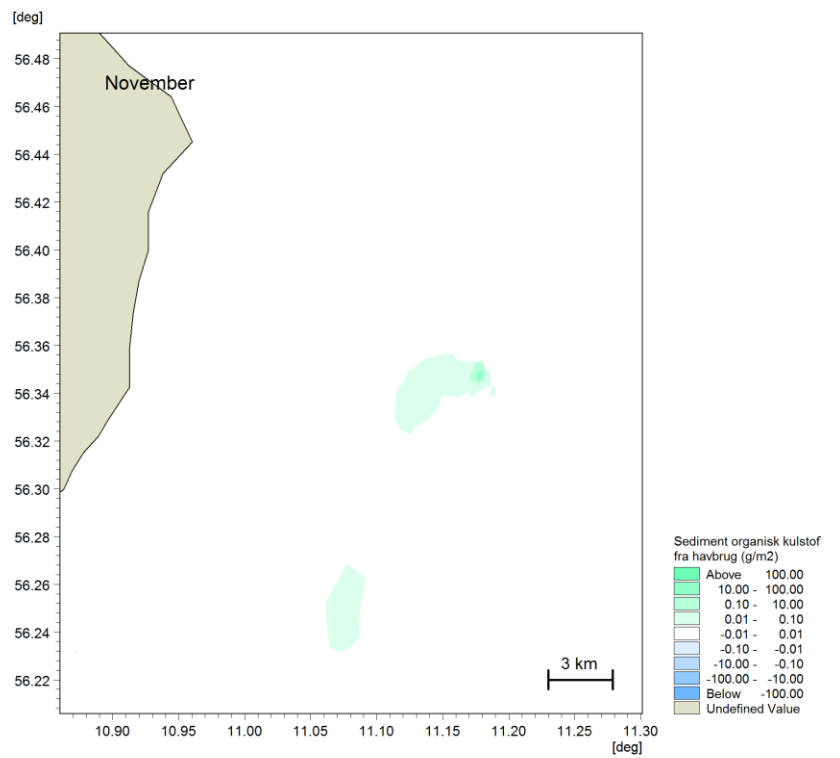 [deg]
November
56.48
56.46
56.44
56.42
56.40
56.38
56.36
56.34
56.32
56.30
56.28
56.26
56.24
56.22
3 km
10.90 10.95 11.00 11.05 11.10 11.15 11.20 11.25 11.30
[deg]
Sediment organisk kulstof
fra havbrug (g/m2)
Above 100.00
10.00 - 100.00
0.10 - 10.00
0.01 - 0.10
-0.01 - 0.01
-0.10 - -0.01
-10.00 - -0.10
-100.00 - -10.00
Below -100.00
Undefined Value